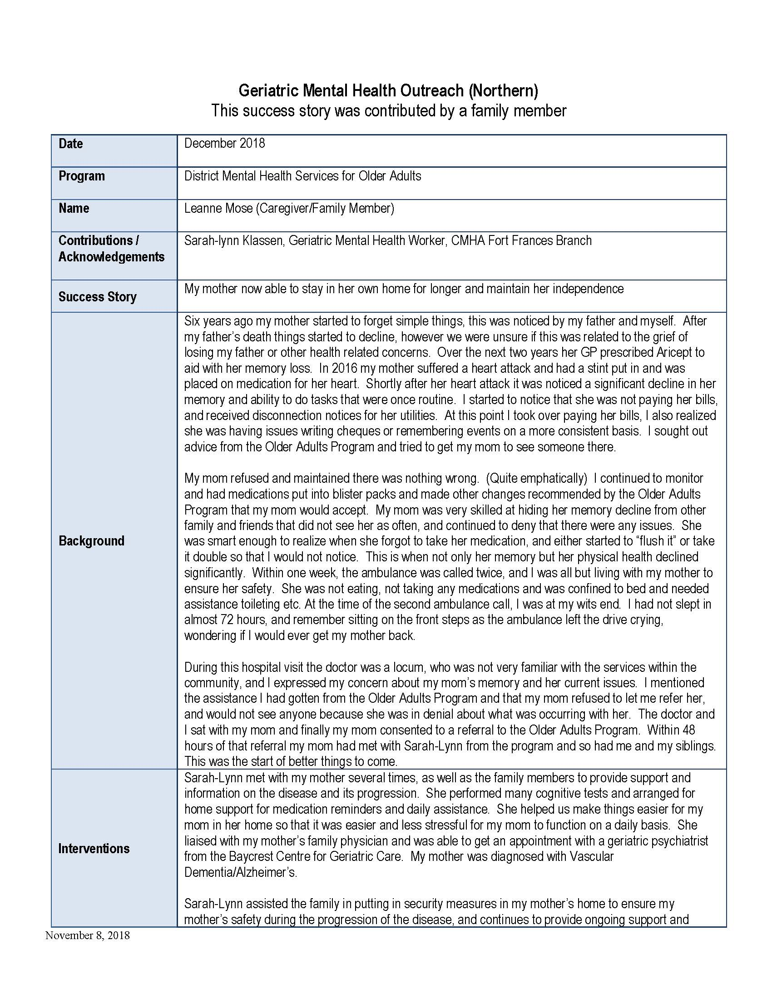 Geriatric Mental Health Outreach (Northern)
This success story was contributed by a family member
Date
December 2018
Program
District Mental Health Services for Older Adults
Name
Leanne Mose (Caregiver/Family Member)
Contributions /
Acknowledgements
Sarah-lynn Klassen, Geriatric Mental Health Worker, CMHA Fort Frances Branch
Success Story
My mother now able to stay in her own home for longer and maintain her independence
Background
Six years ago my mother started to forget simple things, this was noticed by my father and myself.  After
my father’s death things started to decline, however we were unsure if this was related to the grief of
losing my father or other health related concerns.  Over the next two years her GP prescribed Aricept to
aid with her memory loss.  In 2016 my mother suffered a heart attack and had a stint put in and was
placed on medication for her heart.  Shortly after her heart attack it was noticed a significant decline in her
memory and ability to do tasks that were once routine.  I started to notice that she was not paying her bills,
and received disconnection notices for her utilities.  At this point I took over paying her bills, I also realized
she was having issues writing cheques or remembering events on a more consistent basis.  I sought out
advice from the Older Adults Program and tried to get my mom to see someone there.
My mom refused and maintained there was nothing wrong.  (Quite emphatically)  I continued to monitor
and had medications put into blister packs and made other changes recommended by the Older Adults
Program that my mom would accept.  My mom was very skilled at hiding her memory decline from other
family and friends that did not see her as often, and continued to deny that there were any issues.  She
was smart enough to realize when she forgot to take her medication, and either started to “flush it” or take
it double so that I would not notice.  This is when not only her memory but her physical health declined
significantly.  Within one week, the ambulance was called twice, and I was all but living with my mother to
ensure her safety.  She was not eating, not taking any medications and was confined to bed and needed
assistance toileting etc. At the time of the second ambulance call, I was at my wits end.  I had not slept in
almost 72 hours, and remember sitting on the front steps as the ambulance left the drive crying,
wondering if I would ever get my mother back.
During this hospital visit the doctor was a locum, who was not very familiar with the services within the
community, and I expressed my concern about my mom’s memory and her current issues.  I mentioned
the assistance I had gotten from the Older Adults Program and that my mom refused to let me refer her,
and would not see anyone because she was in denial about what was occurring with her.  The doctor and
I sat with my mom and finally my mom consented to a referral to the Older Adults Program.  Within 48
hours of that referral my mom had met with Sarah-Lynn from the program and so had me and my siblings.
This was the start of better things to come.
Interventions
Sarah-Lynn met with my mother several times, as well as the family members to provide support and
information on the disease and its progression.  She performed many cognitive tests and arranged for
home support for medication reminders and daily assistance.  She helped us make things easier for my
mom in her home so that it was easier and less stressful for my mom to function on a daily basis.  She
liaised with my mother’s family physician and was able to get an appointment with a geriatric psychiatrist
from the Baycrest Centre for Geriatric Care.  My mother was diagnosed with Vascular
Dementia/Alzheimer’s.
Sarah-Lynn assisted the family in putting in security measures in my mother’s home to ensure my
mother’s safety during the progression of the disease, and continues to provide ongoing support and
November 8, 2018